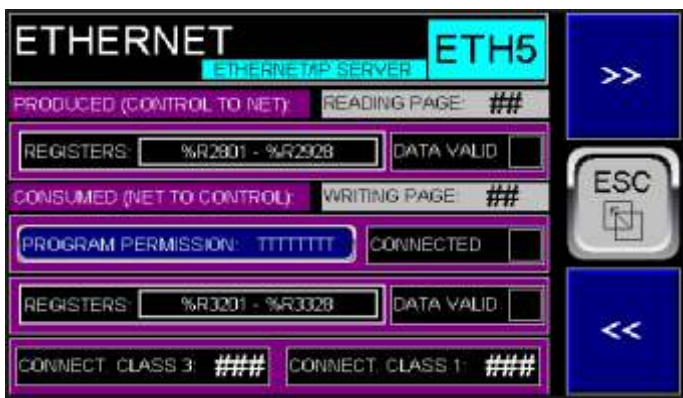 ETHERNET
ETHERNET/IP SERVER
ETH5
>>
PRODUCED (CONTROL TO NET):
READING PAGE: ##
REGISTERS: %R2801 - %R2928
DATA VALID
ESC
CONSUMED (NET TO CONTROL):
WRITING PAGE: ##
PROGRAM PERMISSION: TTTTTTTT
CONNECTED
REGISTERS: %R3201 - %R3328
DATA VALID
<<
CONNECT. CLASS 3: ###
CONNECT. CLASS 1: ###